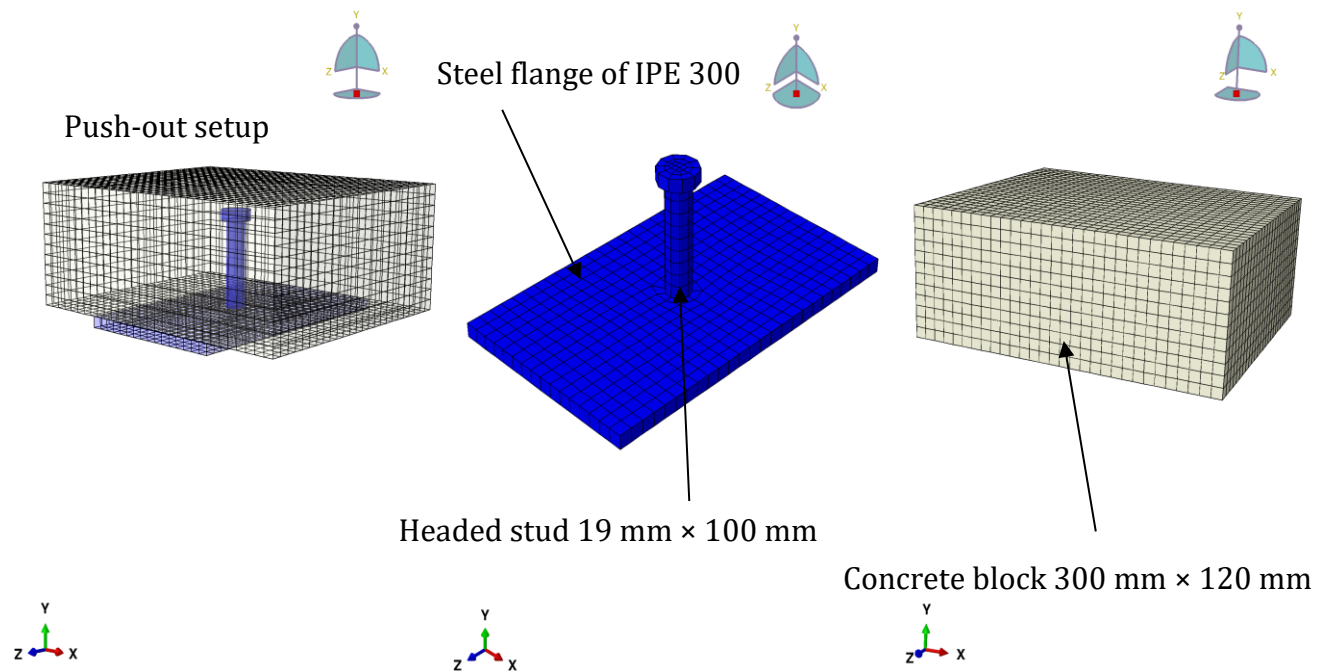 Y
Z
X
Y
Z
X
Y
Z
X
Steel flange of IPE 300
Push-out setup
Headed stud 19 mm × 100 mm
Concrete block 300 mm × 120 mm
Y
Z
X
Y
Z
X
Y
Z
X